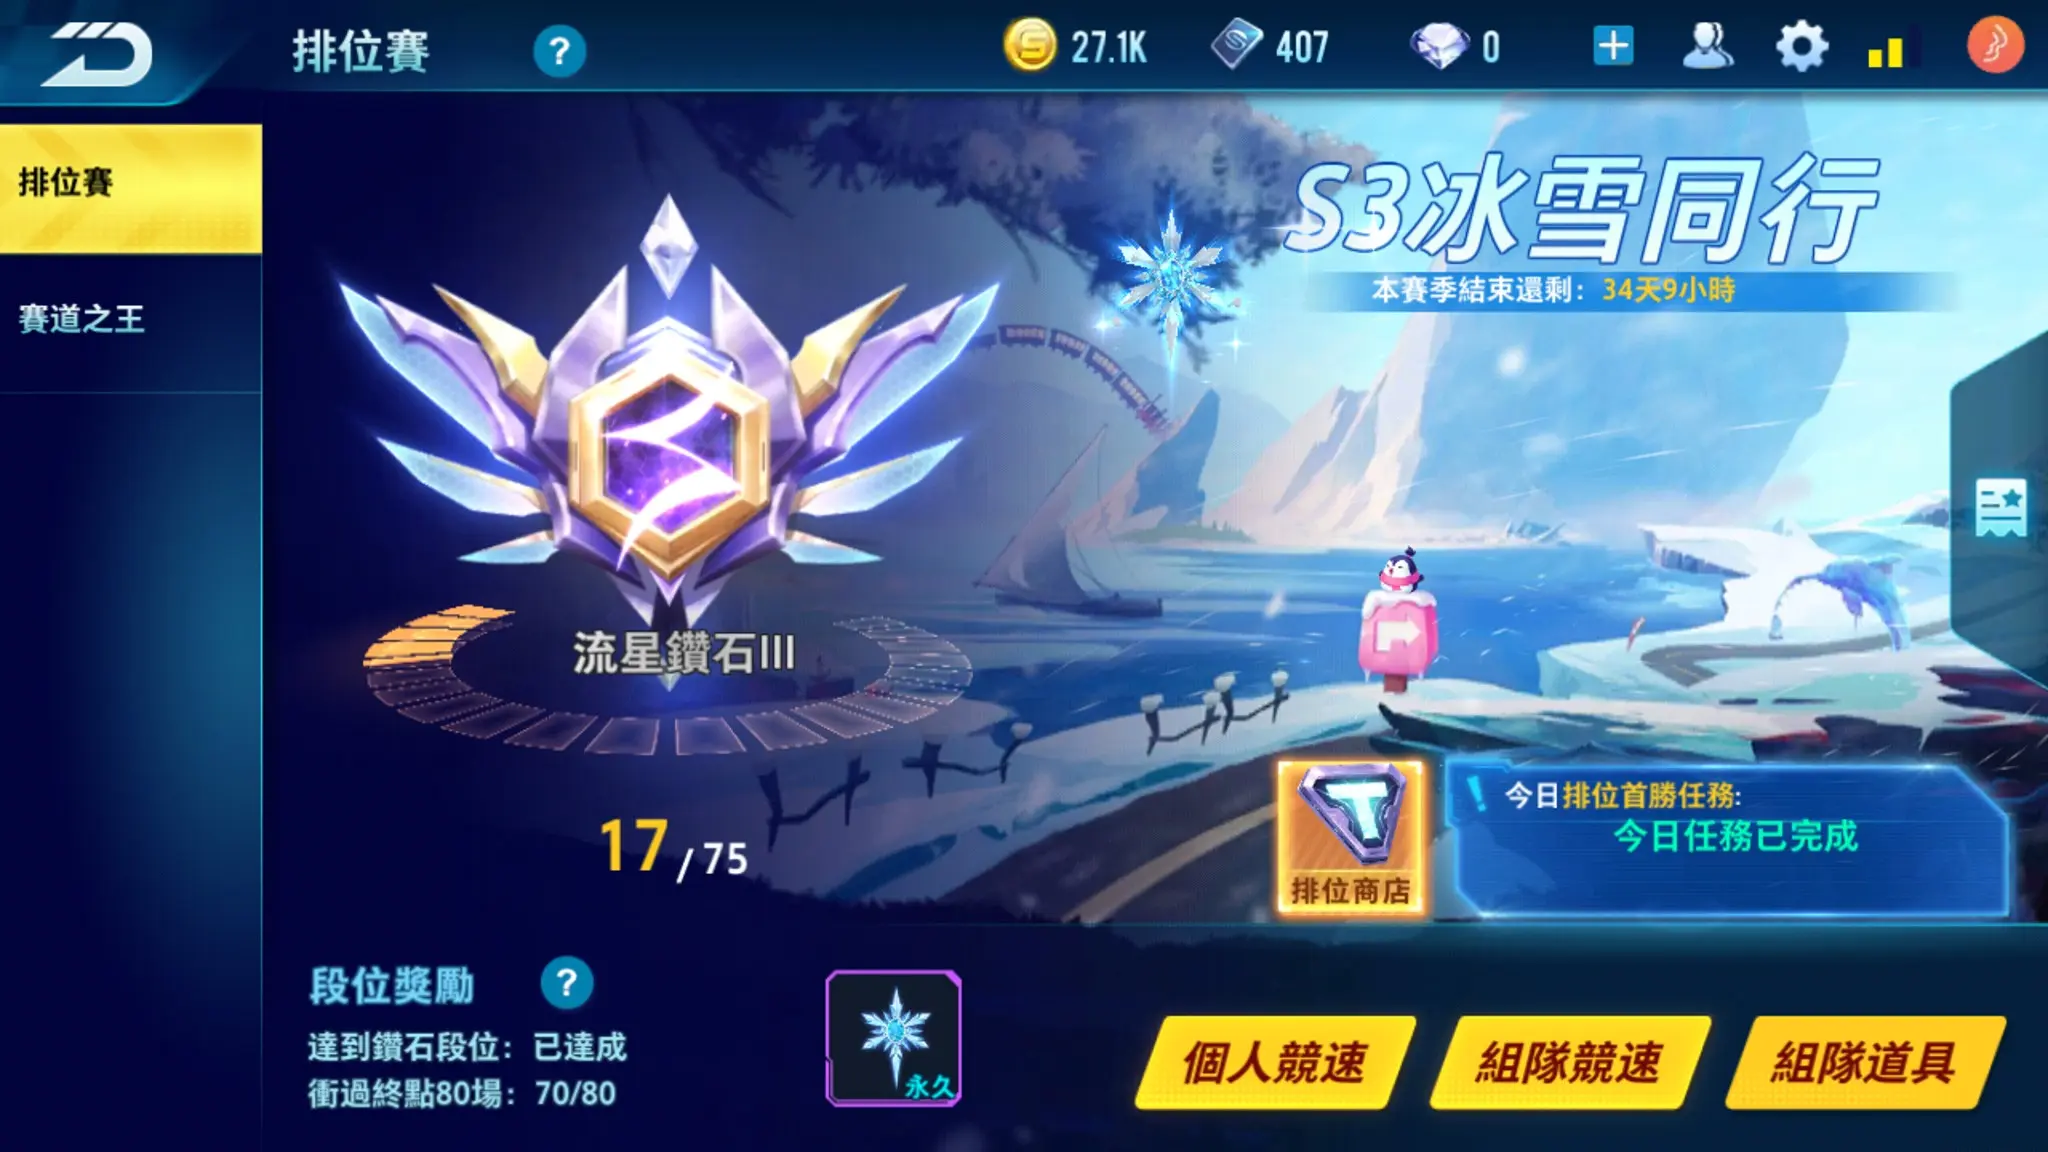 排位賽
?
27.1K
407
0
排位賽
賽道之王
S3冰雪同行
本賽季結束還剩：34天9小時
流星鑽石III
17/75
排位商店
今日排位首勝任務:
今日任務已完成
段位獎勵
?
達到鑽石段位：已達成
衝過終點80場：70/80
永久
個人競速
組隊競速
組隊道具